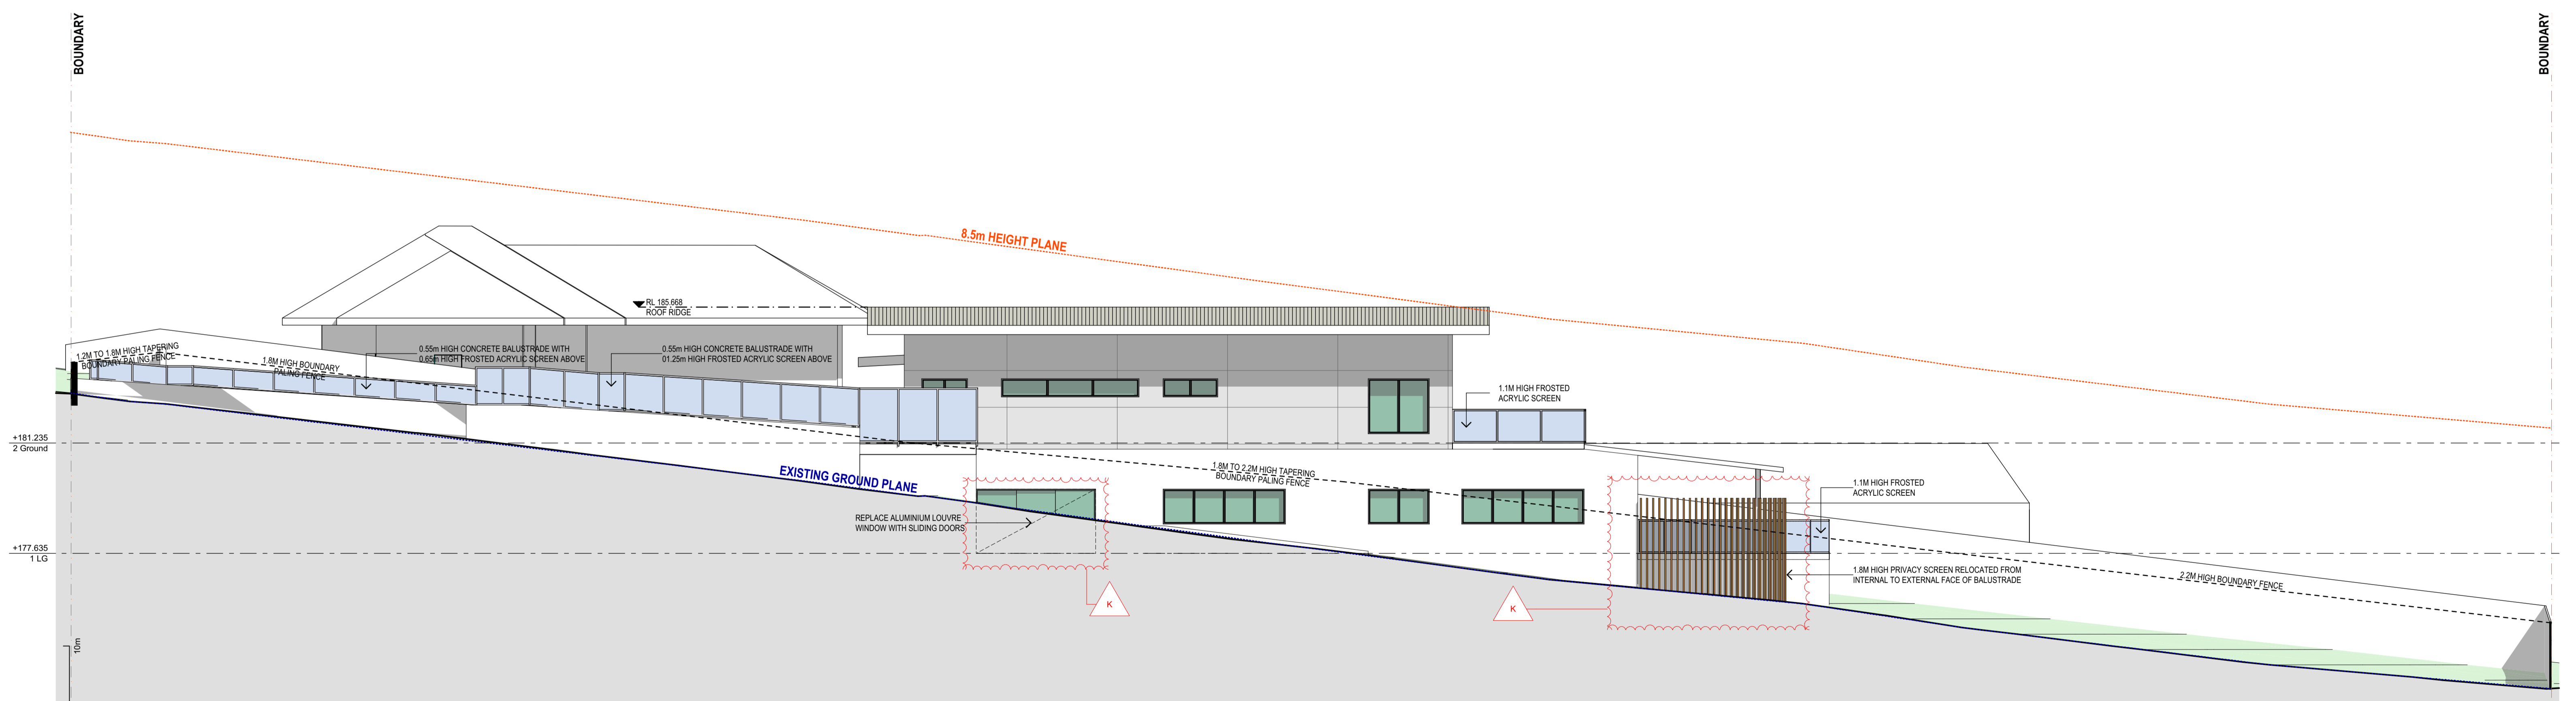 BOUNDARY
BOUNDARY
8.5m HEIGHT PLANE
RL 185.668
ROOF RIDGE
1.2M TO 1.8M HIGH TAPERING
BOUNDARY PALING FENCE
1.8M HIGH BOUNDARY
PALING FENCE
0.55m HIGH CONCRETE BALUSTRADE WITH
0.65m HIGH FROSTED ACRYLIC SCREEN ABOVE
0.55m HIGH CONCRETE BALUSTRADE WITH
01.25m HIGH FROSTED ACRYLIC SCREEN ABOVE
1.1M HIGH FROSTED
ACRYLIC SCREEN
+181.235
2 Ground
EXISTING GROUND PLANE
1.8M TO 2.2M HIGH TAPERING
BOUNDARY PALING FENCE
1.1M HIGH FROSTED
ACRYLIC SCREEN
REPLACE ALUMINIUM LOUVRE
WINDOW WITH SLIDING DOORS
+177.635
1 LG
1.8M HIGH PRIVACY SCREEN RELOCATED FROM
INTERNAL TO EXTERNAL FACE OF BALUSTRADE
2.2M HIGH BOUNDARY FENCE
K
K
10m